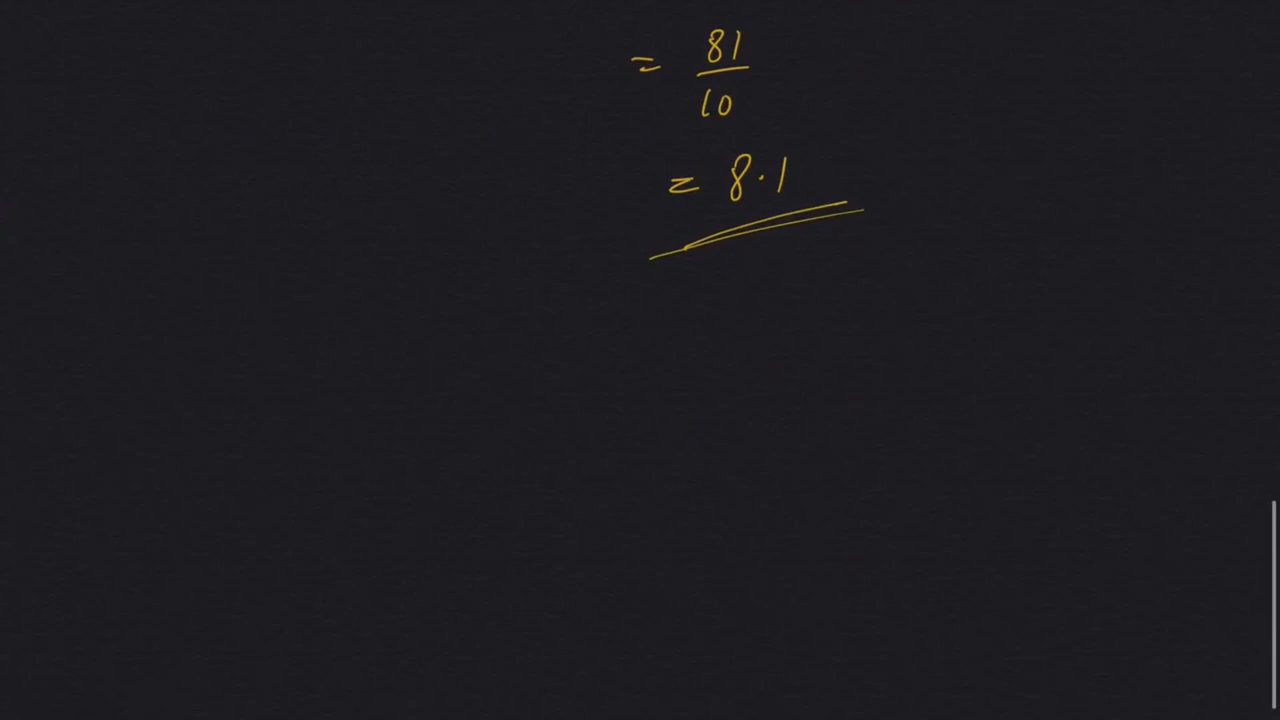 = 81/10
= 8.1